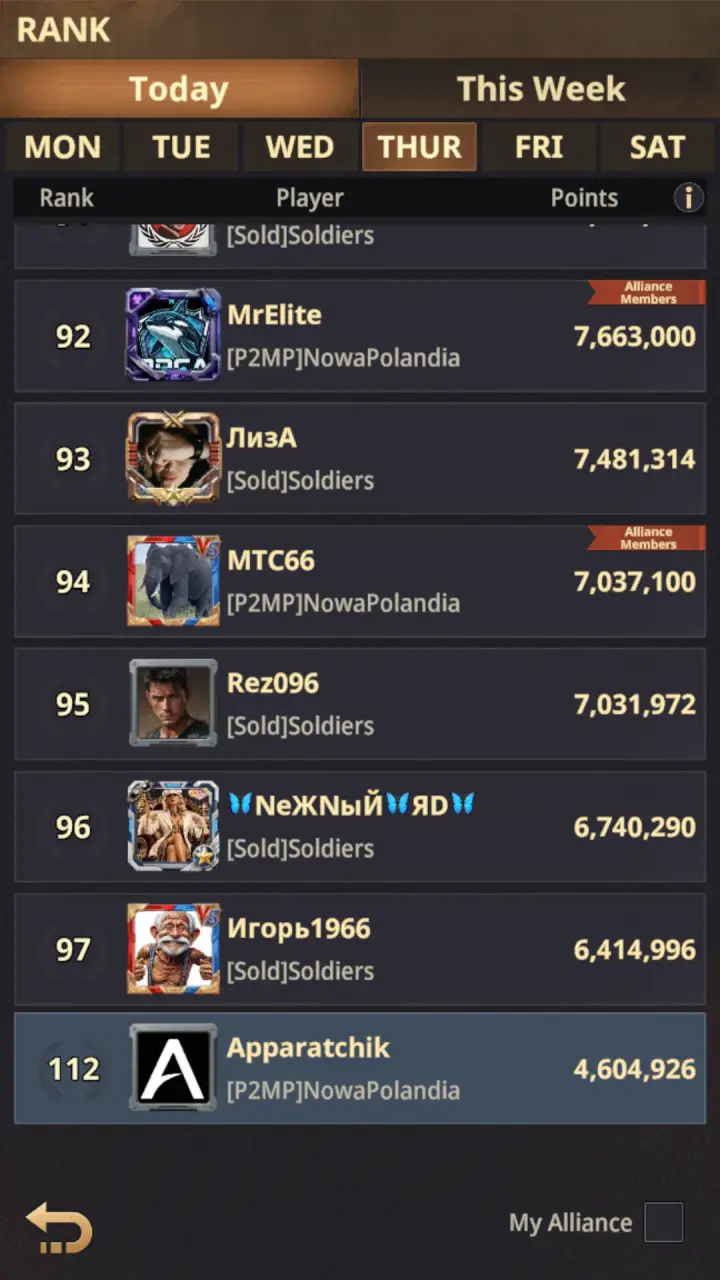 RANK
Today
This Week
MON TUE WED THUR FRI SAT
Rank Player Points i
[Sold]Soldiers
Alliance
Members
92 MrElite 7,663,000
[P2MP]NowaPolandia
93 ЛизА 7,481,314
[Sold]Soldiers
Alliance
Members
94 MTC66 7,037,100
[P2MP]NowaPolandia
95 Rez096 7,031,972
[Sold]Soldiers
96 🦋NeЖNыЙ🦋ЯD🦋 6,740,290
[Sold]Soldiers
97 Игорь1966 6,414,996
[Sold]Soldiers
112 Apparatchik 4,604,926
[P2MP]NowaPolandia
My Alliance